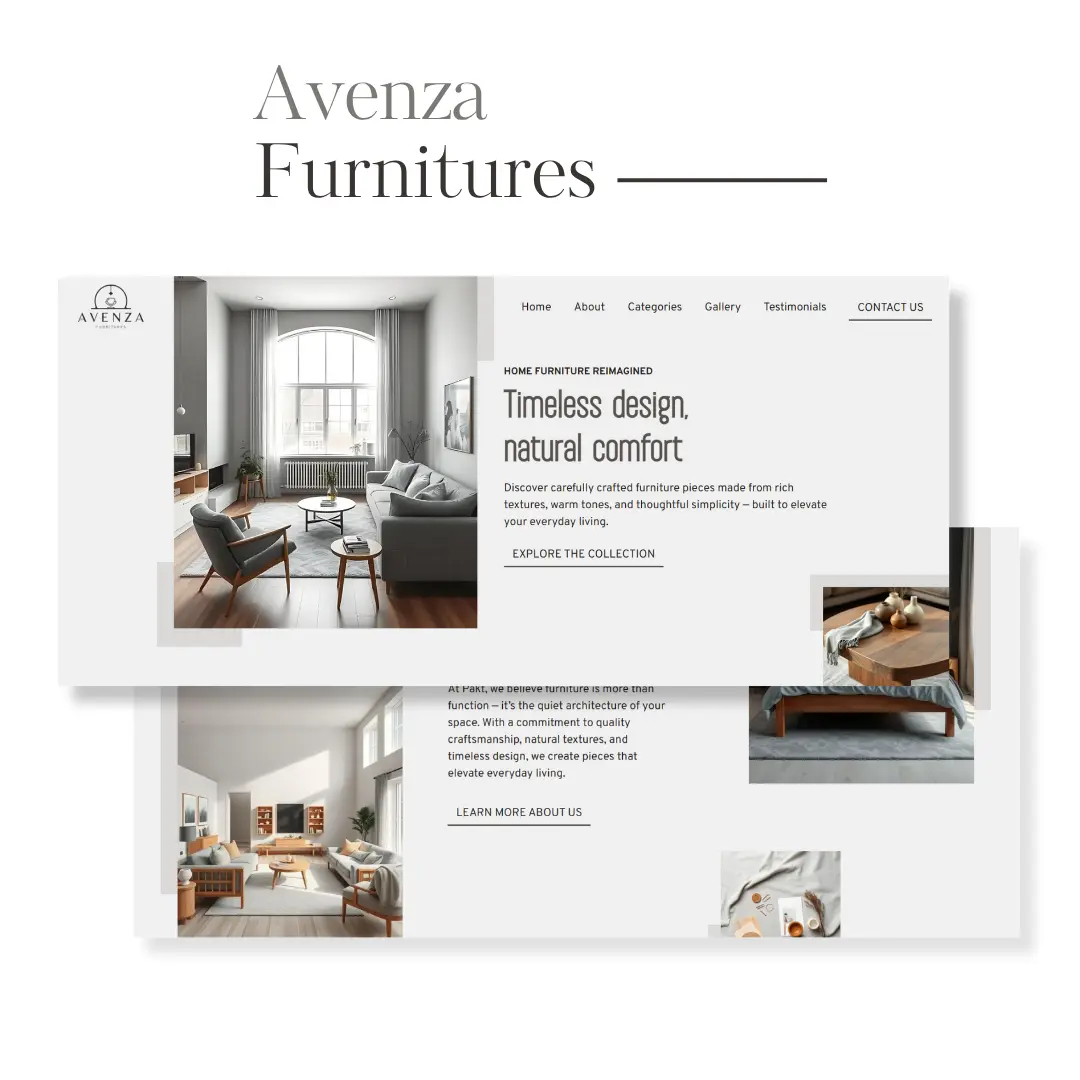 Avenza
Furnitures
AVENZA
FURNITURES
Home About Categories Gallery Testimonials CONTACT US
HOME FURNITURE REIMAGINED
Timeless design,
natural comfort
Discover carefully crafted furniture pieces made from rich
textures, warm tones, and thoughtful simplicity – built to elevate
your everyday living.
EXPLORE THE COLLECTION
At Pakt, we believe furniture is more than
function – it's the quiet architecture of your
space. With a commitment to quality
craftsmanship, natural textures, and
timeless design, we create pieces that
elevate everyday living.
LEARN MORE ABOUT US